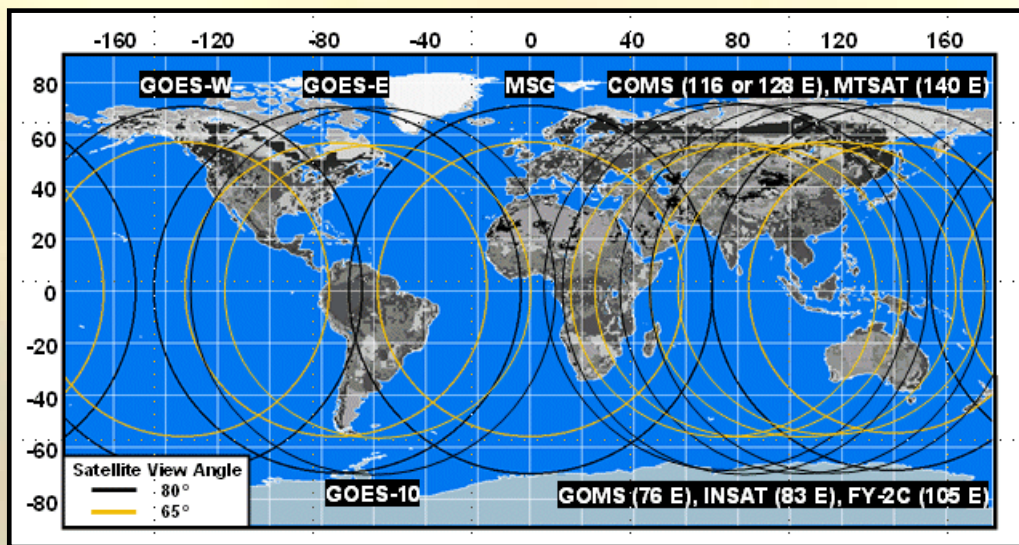 -160 -120 -80 -40 0 40 80 120 160
80
GOES-W GOES-E MSG COMS (116 or 128 E), MTSAT (140 E)
60
40
20
0
-20
-40
-60
Satellite View Angle
80°
65°
-80
GOES-10 GOMS (76 E), INSAT (83 E), FY-2C (105 E)